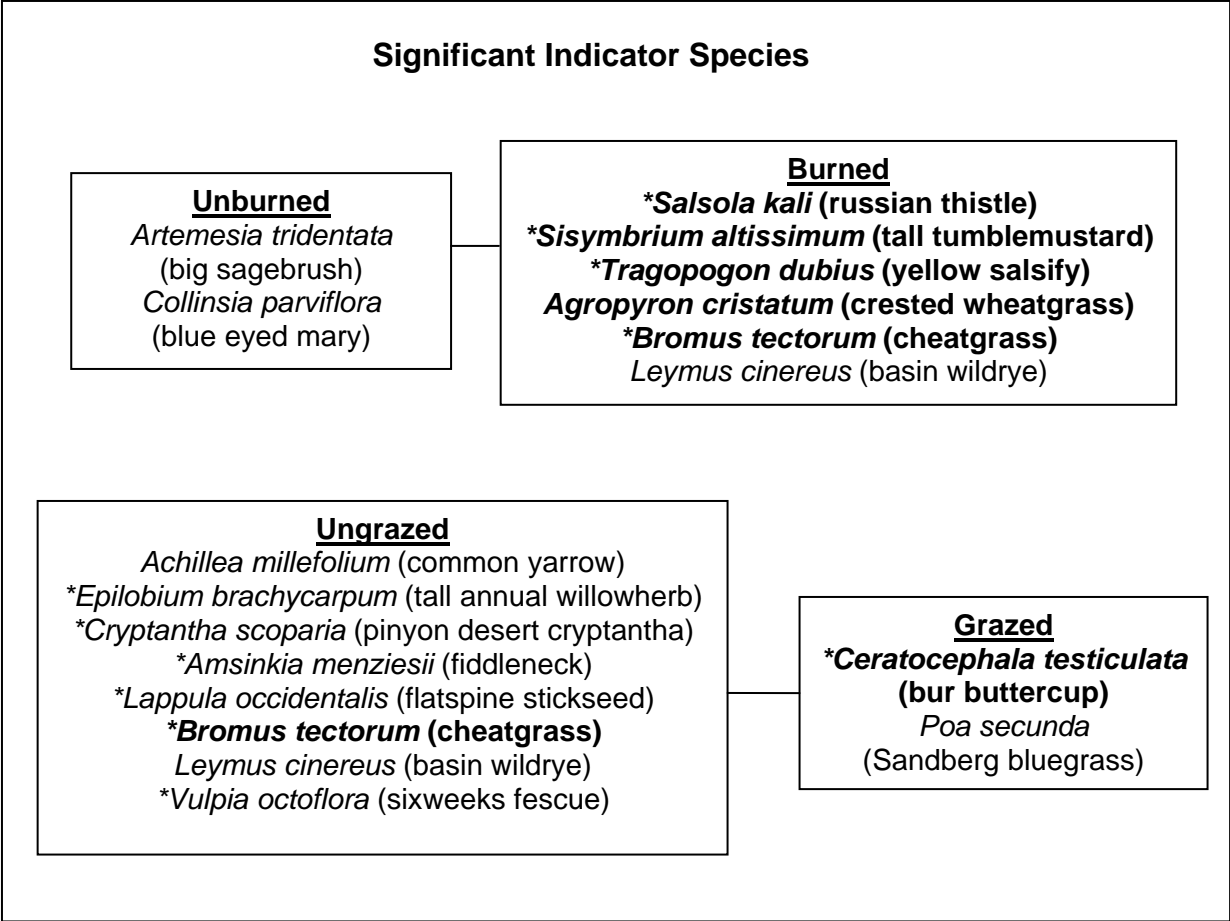 Significant Indicator Species
Unburned
Artemesia tridentata
(big sagebrush)
Collinsia parviflora
(blue eyed mary)
Burned
*Salsola kali (russian thistle)
*Sisymbrium altissimum (tall tumblemustard)
*Tragopogon dubius (yellow salsify)
Agropyron cristatum (crested wheatgrass)
*Bromus tectorum (cheatgrass)
Leymus cinereus (basin wildrye)
Ungrazed
Achillea millefolium (common yarrow)
*Epilobium brachycarpum (tall annual willowherb)
*Cryptantha scoparia (pinyon desert cryptantha)
*Amsinkia menziesii (fiddleneck)
*Lappula occidentalis (flatspine stickseed)
*Bromus tectorum (cheatgrass)
Leymus cinereus (basin wildrye)
*Vulpia octoflora (sixweeks fescue)
Grazed
*Ceratocephala testiculata
(bur buttercup)
Poa secunda
(Sandberg bluegrass)